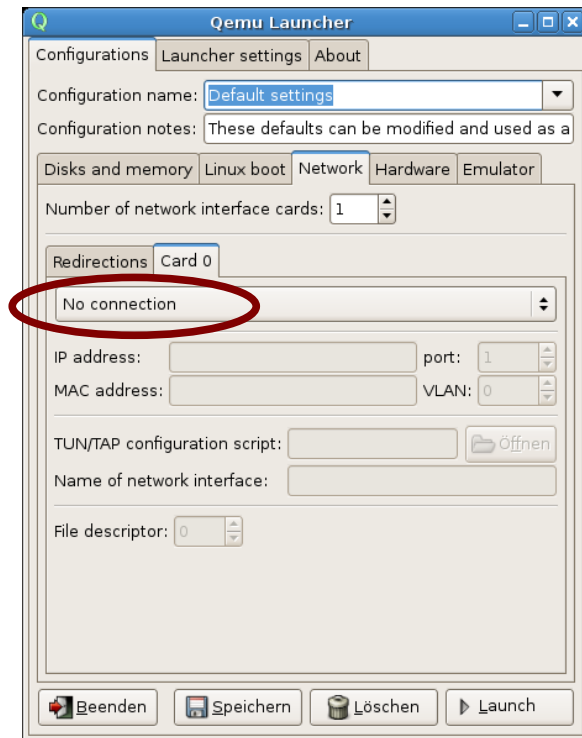 Qemu Launcher
Configurations Launcher settings About
Configuration name: Default settings
Configuration notes: These defaults can be modified and used as a
Disks and memory Linux boot Network Hardware Emulator
Number of network interface cards: 1
Redirections Card 0
No connection
IP address: port: 1
MAC address: VLAN: 0
TUN/TAP configuration script: Öffnen
Name of network interface:
File descriptor: 0
Beenden Speichern Löschen Launch